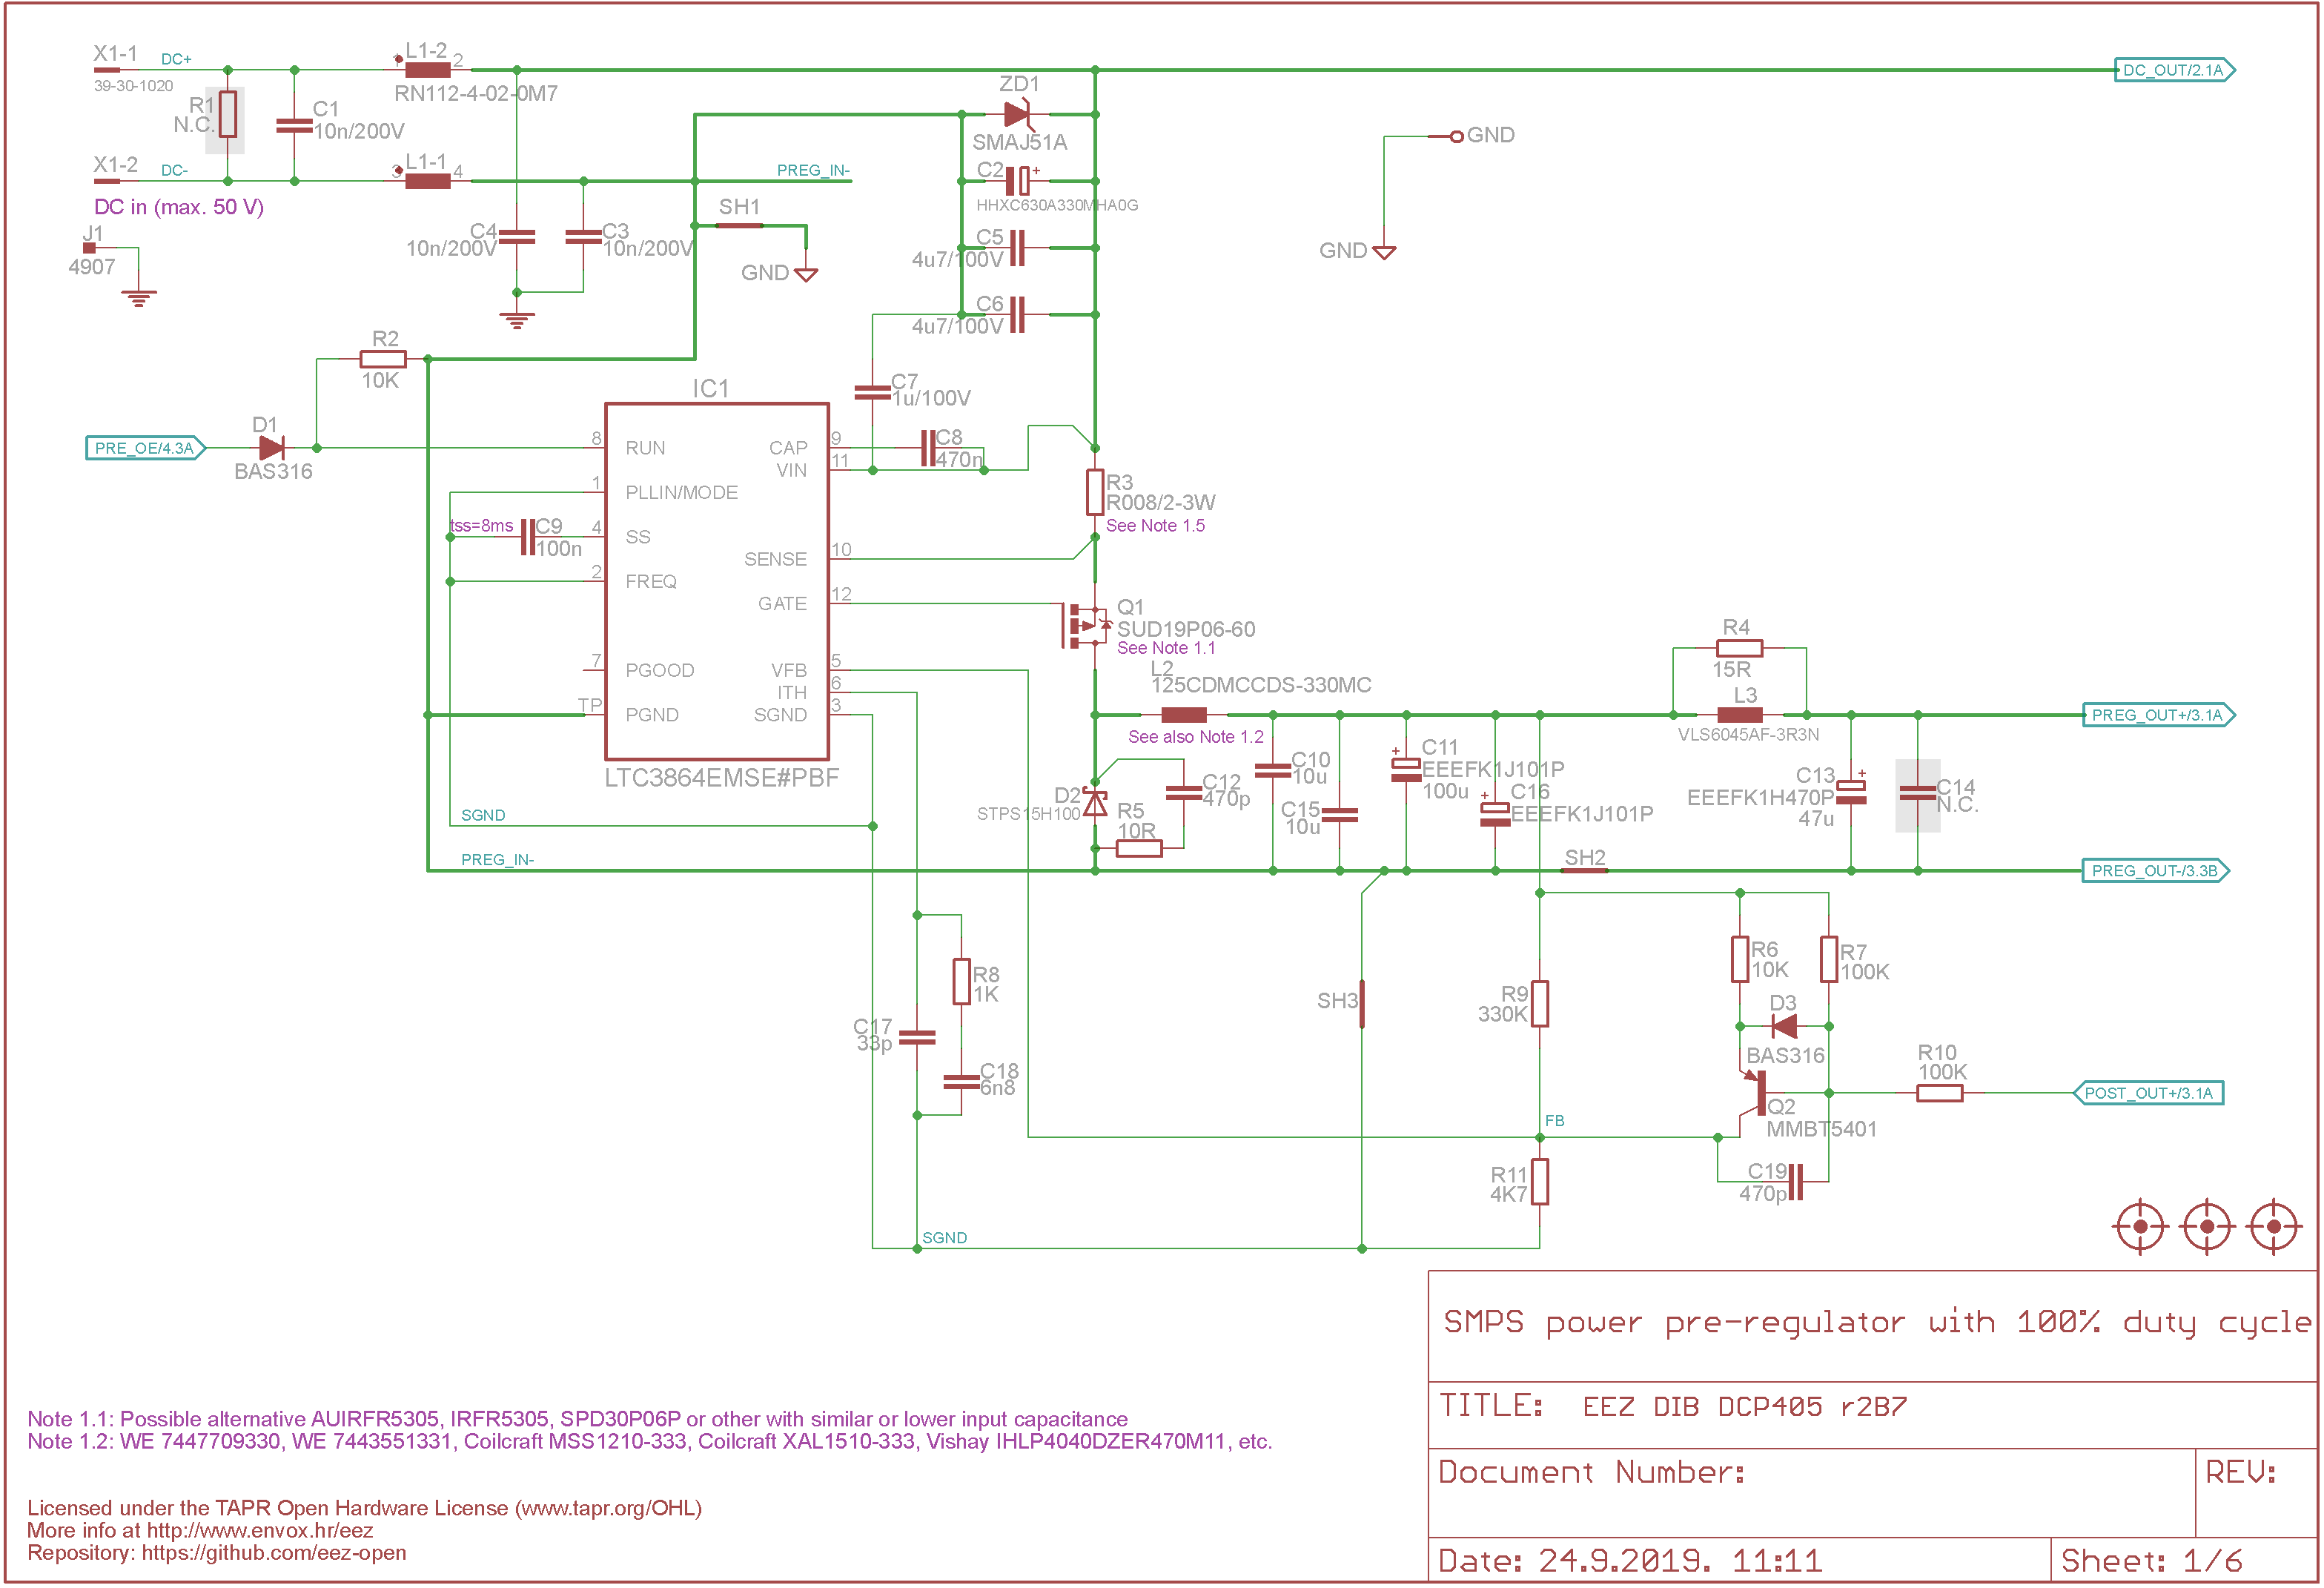 X1-1
DC+
39-30-1020
L1-2
1
2
RN112-4-02-0M7
R1
N.C.
C1
10n/200V
X1-2
DC-
L1-1
3
4
DC in (max. 50 V)
PREG_IN-
J1
4907
C4
10n/200V
C3
10n/200V
SH1
GND
ZD1
SMAJ51A
C2
+
HHXC630A330MHA0G
C5
4u7/100V
C6
4u7/100V
GND
GND
DC_OUT/2.1A
R2
10K
IC1
C7
1u/100V
PRE_OE/4.3A
D1
BAS316
8
RUN
1
PLLIN/MODE
tss=8ms
C9
100n
4
SS
2
FREQ
7
PGOOD
TP
PGND
CAP
9
VIN
11
SENSE
10
GATE
12
VFB
5
ITH
6
SGND
3
LTC3864EMSE#PBF
C8
470n
R3
R008/2-3W
See Note 1.5
Q1
SUD19P06-60
See Note 1.1
L2
125CDMCCDS-330MC
See also Note 1.2
R4
15R
L3
VLS6045AF-3R3N
PREG_OUT+/3.1A
SGND
PREG_IN-
D2
STPS15H100
C12
470p
R5
10R
C10
10u
C15
10u
+
C11
EEEFK1J101P
100u
+
C16
EEEFK1J101P
C13
+
EEEFK1H470P
47u
C14
N.C.
SH2
PREG_OUT-/3.3B
R8
1K
C17
33p
C18
6n8
SH3
R9
330K
R6
10K
R7
100K
D3
BAS316
R10
100K
POST_OUT+/3.1A
Q2
MMBT5401
FB
C19
470p
R11
4K7
SGND
SMPS power pre-regulator with 100% duty cycle
TITLE: EEZ DIB DCP405 r2B7
Document Number:
REV:
Date: 24.9.2019. 11:11
Sheet: 1/6
Note 1.1: Possible alternative AUIRFR5305, IRFR5305, SPD30P06P or other with similar or lower input capacitance
Note 1.2: WE 7447709330, WE 7443551331, Coilcraft MSS1210-333, Coilcraft XAL1510-333, Vishay IHLP4040DZER470M11, etc.
Licensed under the TAPR Open Hardware License (www.tapr.org/OHL)
More info at http://www.envox.hr/eez
Repository: https://github.com/eez-open